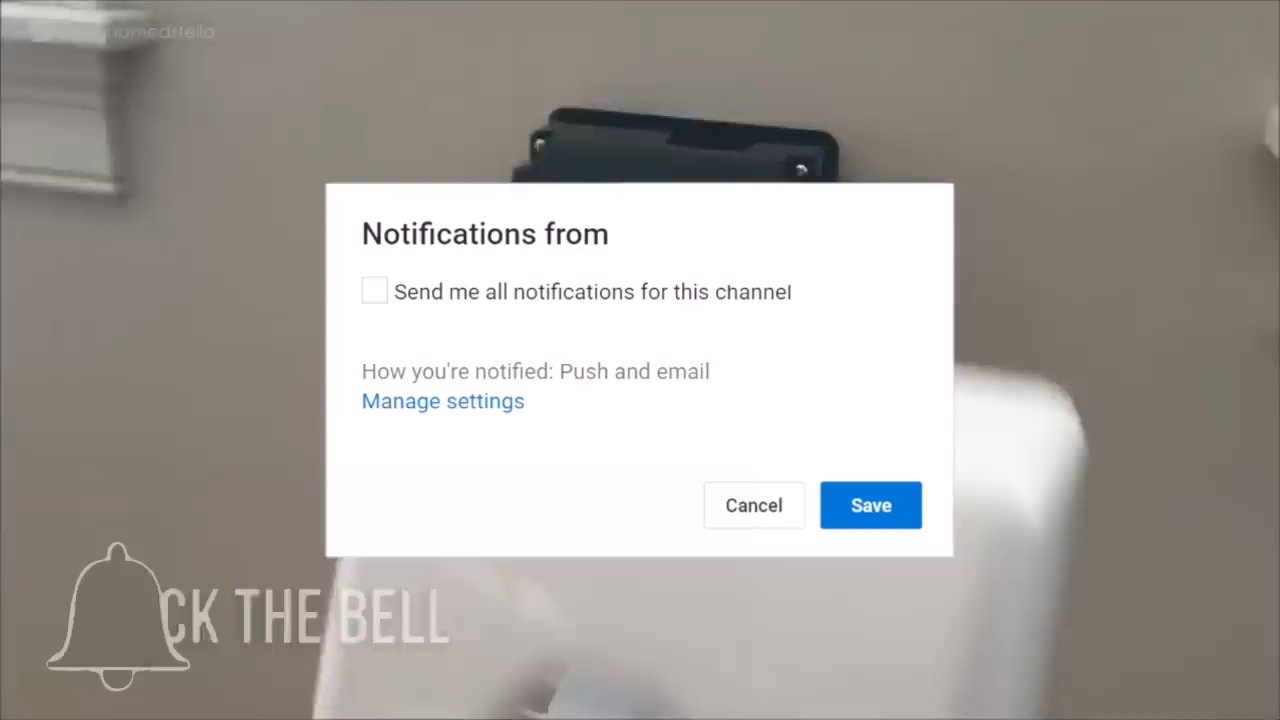 Notifications from
Send me all notifications for this channel
How you're notified: Push and email
Manage settings
Cancel
Save
CK THE BELL